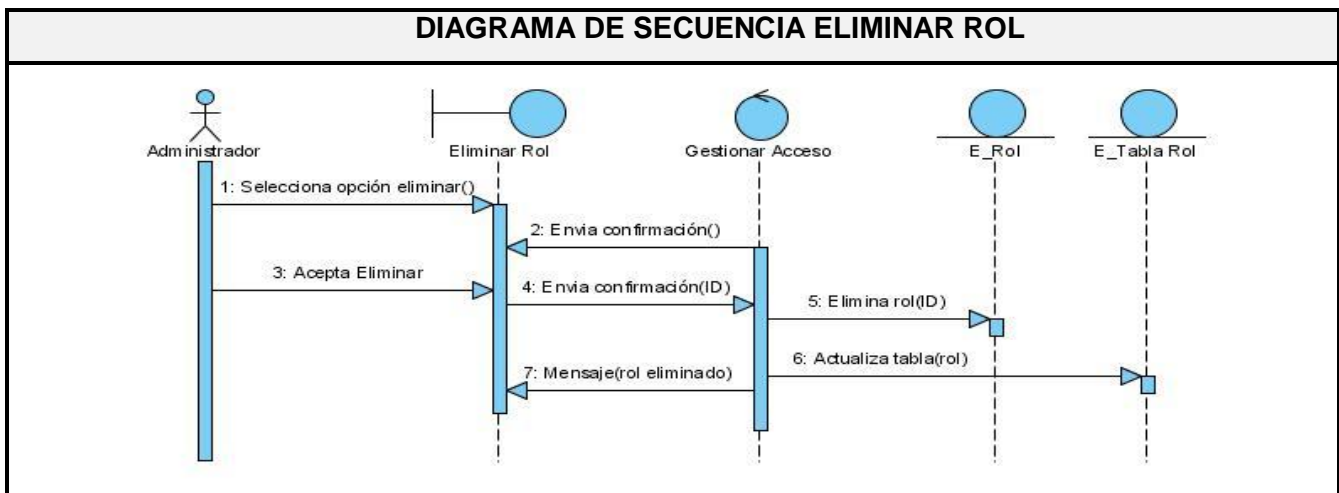 DIAGRAMA DE SECUENCIA ELIMINAR ROL
Administrador
Eliminar Rol
Gestionar Acceso
E_Rol
E_Tabla Rol
1: Selecciona opción eliminar()
2: Envia confirmación()
3: Acepta Eliminar
4: Envia confirmación(ID)
5: Elimina rol(ID)
6: Actualiza tabla(rol)
7: Mensaje(rol eliminado)